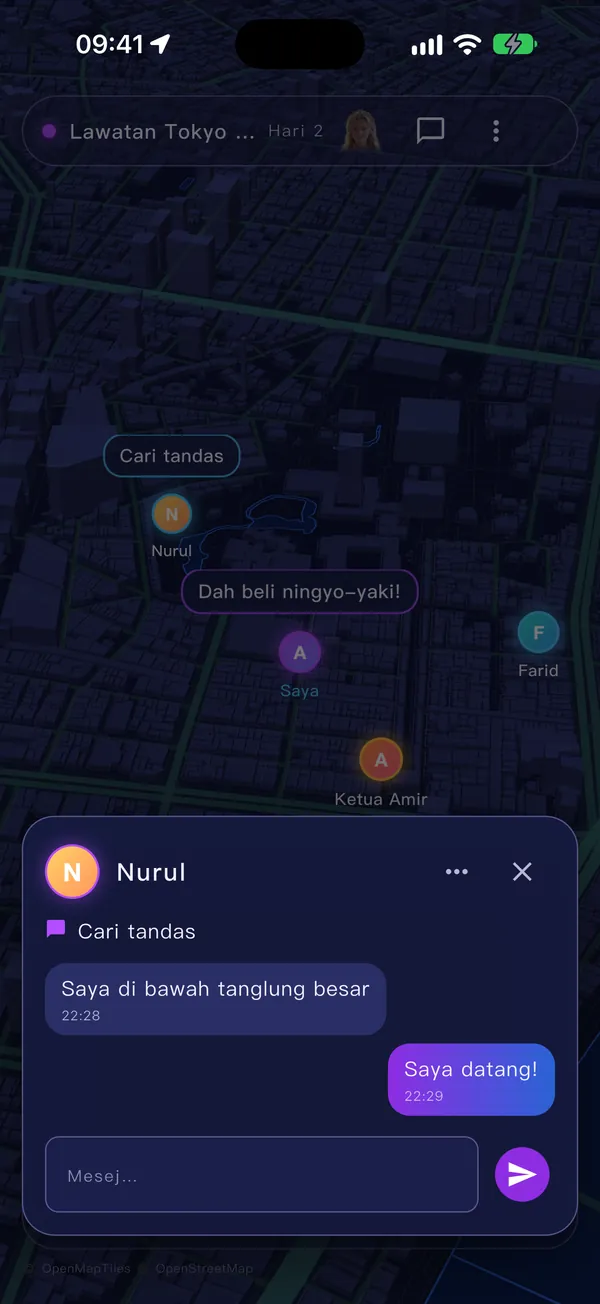 09:41
Lawatan Tokyo ... Hari 2
Cari tandas
N
Nurul
Dah beli ningyo-yaki!
A
Saya
F
Farid
A
Ketua Amir
N
Nurul
Cari tandas
Saya di bawah tanglung besar
22:28
Saya datang!
22:29
Mesej...
© OpenMapTiles © OpenStreetMap